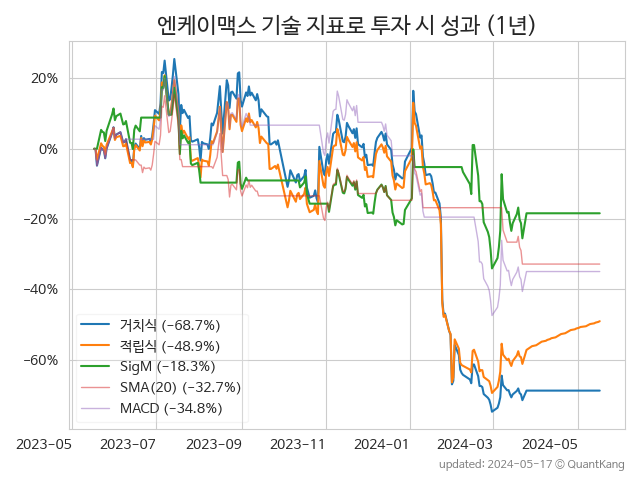 엔케이맥스 기술 지표로 투자 시 성과 (1년)
20%
0%
−20%
−40%
−60%
거치식 (−68.7%)
적립식 (−48.9%)
SigM (−18.3%)
SMA(20) (−32.7%)
MACD (−34.8%)
2023-05 2023-07 2023-09 2023-11 2024-01 2024-03 2024-05
updated: 2024-05-17 © QuantKang